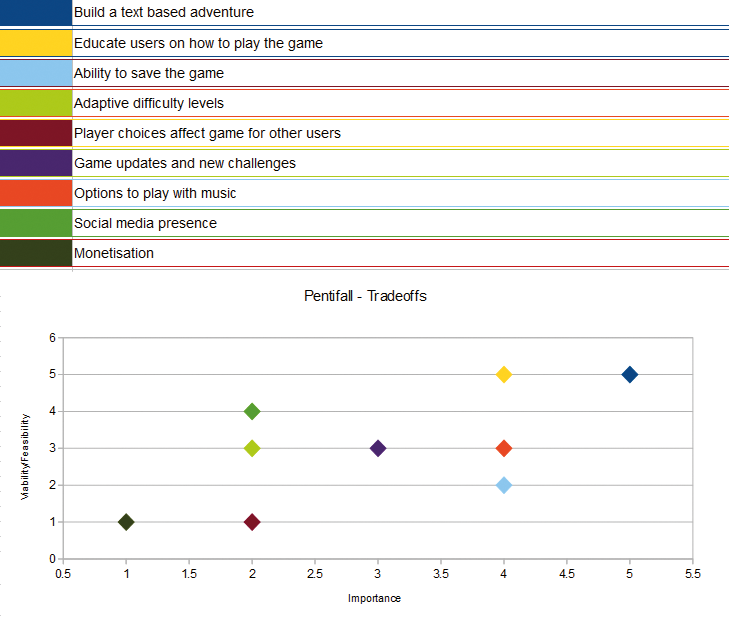 Build a text based adventure
Educate users on how to play the game
Ability to save the game
Adaptive difficulty levels
Player choices affect game for other users
Game updates and new challenges
Options to play with music
Social media presence
Monetisation
Pentifall - Tradeoffs
6
5
4
3
2
1
0
Viability/Feasibility
0.5 1 1.5 2 2.5 3 3.5 4 4.5 5 5.5
Importance